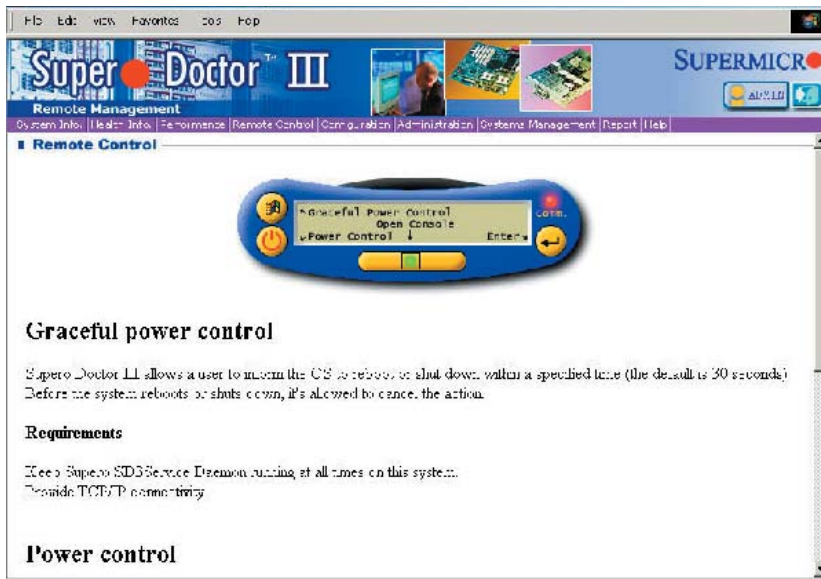 File Edit View Favorites Tools Help
Super Doctor™ III
SUPERMICR
Remote Management
ADMIN
System Info. | Health Info. | Performance | Remote Control | Configuration | Administration | Systems Management | Report | Help
Remote Control
Graceful Power Control
Open Console
Power Control Enter
Comm.
Graceful power control
Supero Doctor III allows a user to inform the OS to reboot or shut down within a specified time (the default is 30 seconds)
Before the system reboots or shuts down, it's allowed to cancel the action.
Requirements
Keep Supero SD3Service Daemon running at all times on this system.
Provide TCP/IP connectivity
Power control